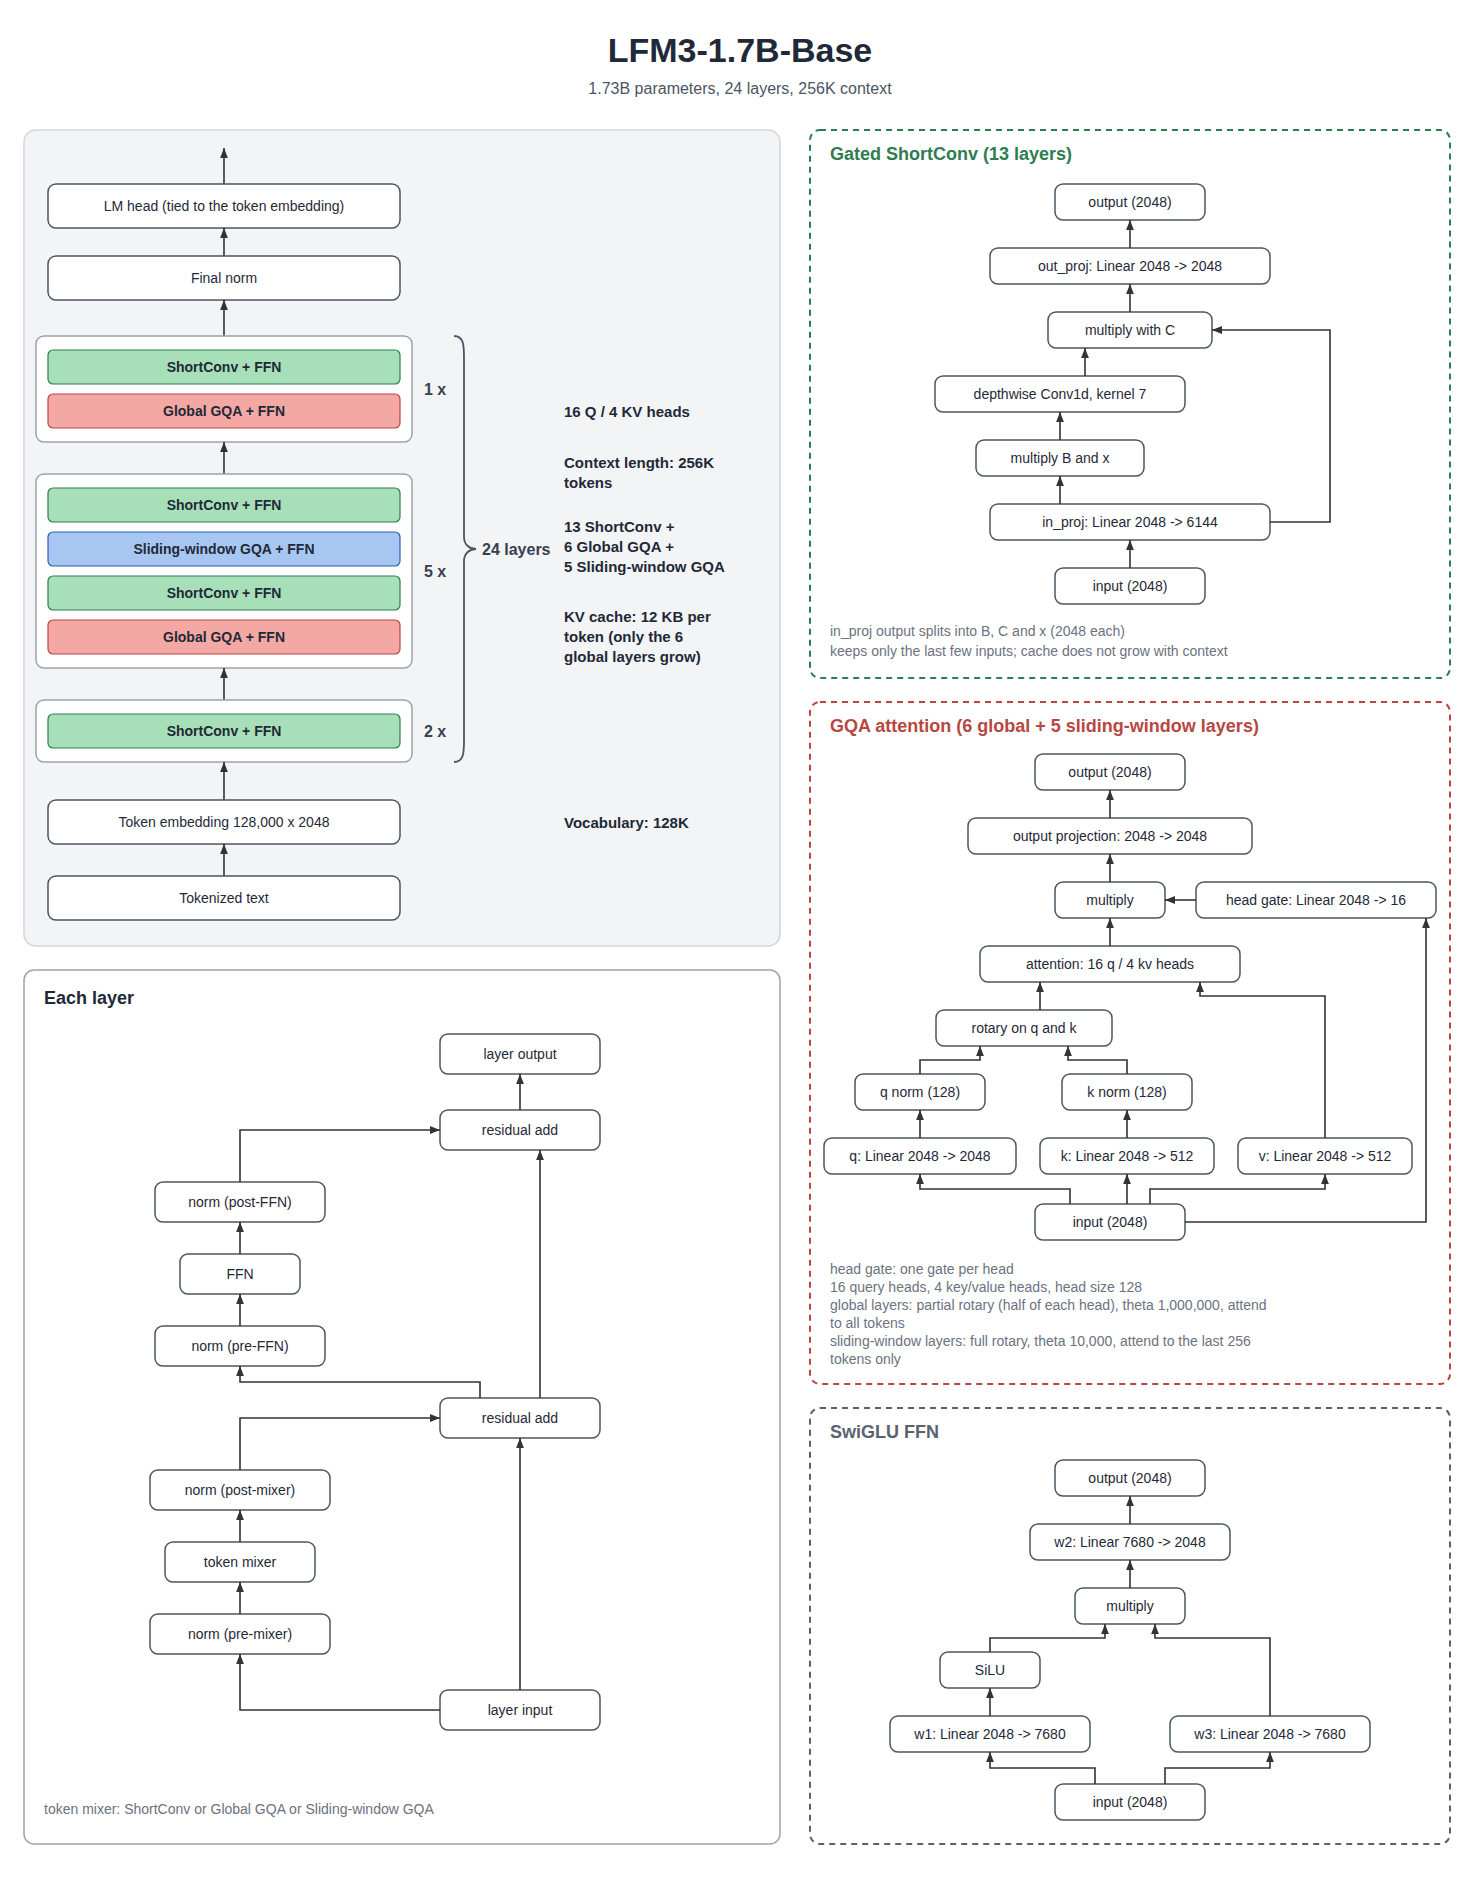 LFM3-1.7B-Base
1.73B parameters, 24 layers, 256K context
LM head (tied to the token embedding)
Final norm
ShortConv + FFN
Global GQA + FFN
1 x
ShortConv + FFN
Sliding-window GQA + FFN
ShortConv + FFN
Global GQA + FFN
5 x
ShortConv + FFN
2 x
24 layers
16 Q / 4 KV heads
Context length: 256K
tokens
13 ShortConv +
6 Global GQA +
5 Sliding-window GQA
KV cache: 12 KB per
token (only the 6
global layers grow)
Token embedding 128,000 x 2048
Vocabulary: 128K
Tokenized text
Each layer
layer output
residual add
norm (post-FFN)
FFN
norm (pre-FFN)
residual add
norm (post-mixer)
token mixer
norm (pre-mixer)
layer input
token mixer: ShortConv or Global GQA or Sliding-window GQA
Gated ShortConv (13 layers)
output (2048)
out_proj: Linear 2048 -> 2048
multiply with C
depthwise Conv1d, kernel 7
multiply B and x
in_proj: Linear 2048 -> 6144
input (2048)
in_proj output splits into B, C and x (2048 each)
keeps only the last few inputs; cache does not grow with context
GQA attention (6 global + 5 sliding-window layers)
output (2048)
output projection: 2048 -> 2048
multiply
head gate: Linear 2048 -> 16
attention: 16 q / 4 kv heads
rotary on q and k
q norm (128)
k norm (128)
q: Linear 2048 -> 2048
k: Linear 2048 -> 512
v: Linear 2048 -> 512
input (2048)
head gate: one gate per head
16 query heads, 4 key/value heads, head size 128
global layers: partial rotary (half of each head), theta 1,000,000, attend
to all tokens
sliding-window layers: full rotary, theta 10,000, attend to the last 256
tokens only
SwiGLU FFN
output (2048)
w2: Linear 7680 -> 2048
multiply
SiLU
w1: Linear 2048 -> 7680
w3: Linear 2048 -> 7680
input (2048)